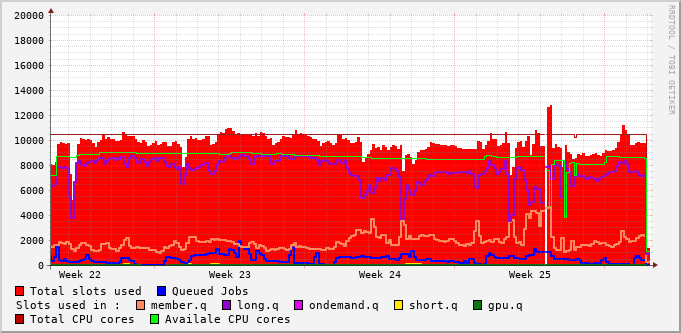 20000
18000
16000
14000
12000
10000
8000
6000
4000
2000
0
Week 22 Week 23 Week 24 Week 25
Total slots used Queued Jobs
Slots used in : member.q long.q ondemand.q short.q gpu.q
Total CPU cores Availale CPU cores
RRDTOOL / TOBI OETIKER